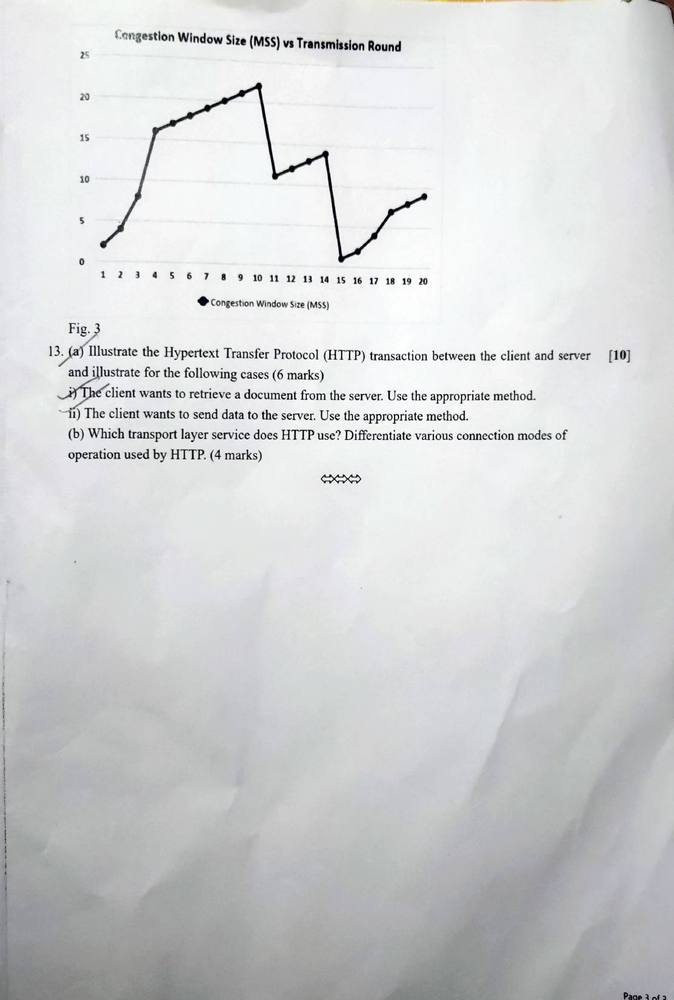 Congestion Window Size (MSS) vs Transmission Round
25
20
15
10
5
0
1 2 3 4 5 6 7 8 9 10 11 12 13 14 15 16 17 18 19 20
Congestion Window Size (MSS)
Fig. 3
13. (a) Illustrate the Hypertext Transfer Protocol (HTTP) transaction between the client and server [10]
and illustrate for the following cases (6 marks)
i) The client wants to retrieve a document from the server. Use the appropriate method.
ii) The client wants to send data to the server. Use the appropriate method.
(b) Which transport layer service does HTTP use? Differentiate various connection modes of
operation used by HTTP. (4 marks)
Page 3 of 3